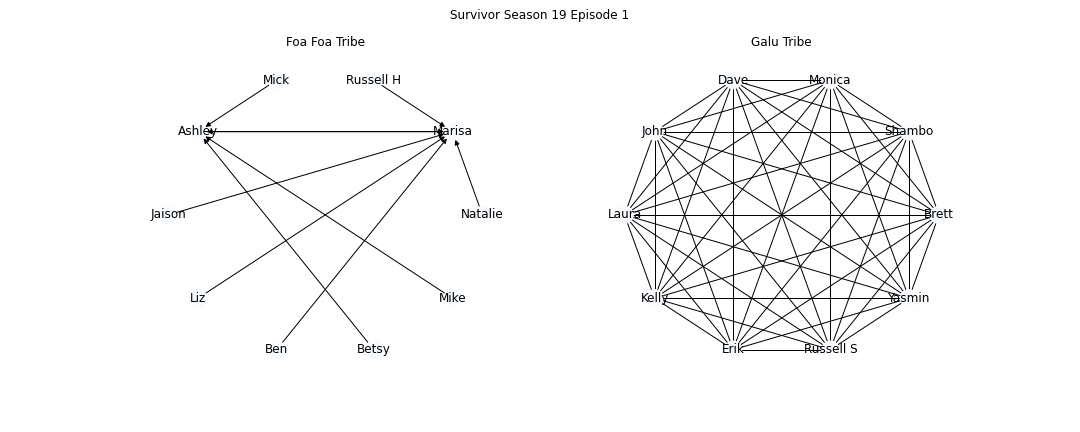 Survivor Season 19 Episode 1
Foa Foa Tribe
Mick
Russell H
Ashley
Marisa
Jaison
Natalie
Liz
Mike
Ben
Betsy
Galu Tribe
Dave
Monica
John
Shambo
Laura
Brett
Kelly
Yasmin
Erik
Russell S